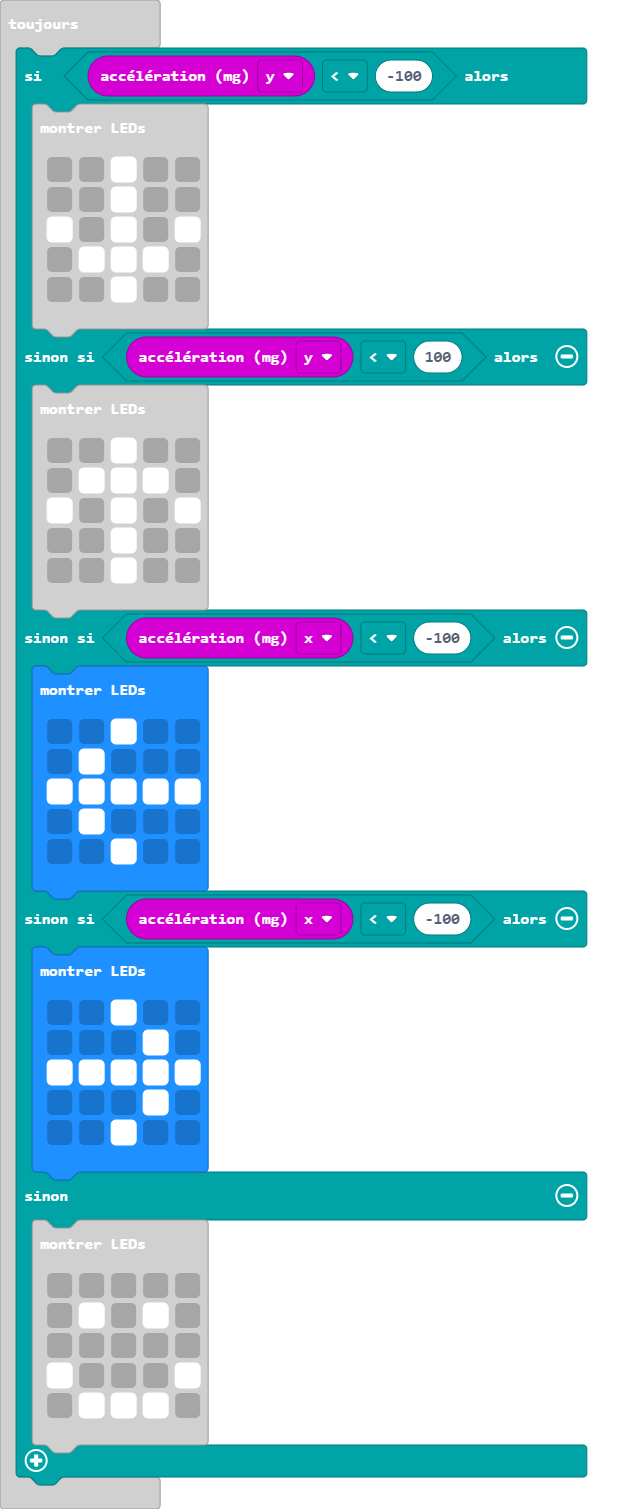 toujours
si accélération (mg) y < -100 alors
montrer LEDs
sinon si accélération (mg) y < 100 alors
montrer LEDs
sinon si accélération (mg) x < -100 alors
montrer LEDs
sinon si accélération (mg) x < -100 alors
montrer LEDs
sinon
montrer LEDs